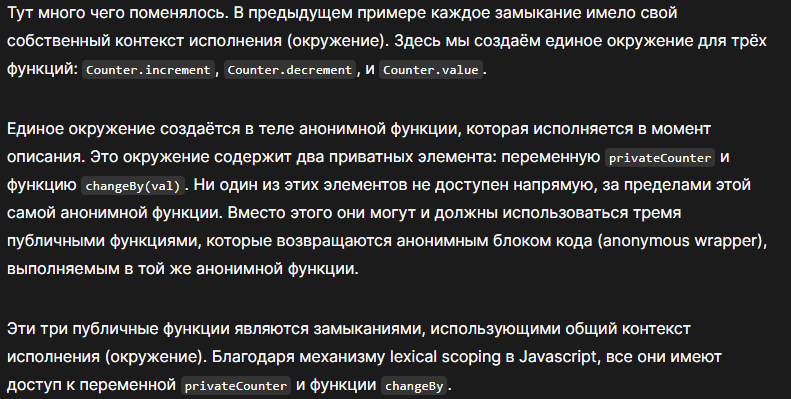 Тут много чего поменялось. В предыдущем примере каждое замыкание имело свой
собственный контекст исполнения (окружение). Здесь мы создаём единое окружение для трёх
функций: Counter.increment, Counter.decrement, и Counter.value.
Единое окружение создаётся в теле анонимной функции, которая исполняется в момент
описания. Это окружение содержит два приватных элемента: переменную privateCounter и
функцию changeBy(val). Ни один из этих элементов не доступен напрямую, за пределами этой
самой анонимной функции. Вместо этого они могут и должны использоваться тремя
публичными функциями, которые возвращаются анонимным блоком кода (anonymous wrapper),
выполняемым в той же анонимной функции.
Эти три публичные функции являются замыканиями, использующими общий контекст
исполнения (окружение). Благодаря механизму lexical scoping в Javascript, все они имеют
доступ к переменной privateCounter и функции changeBy.